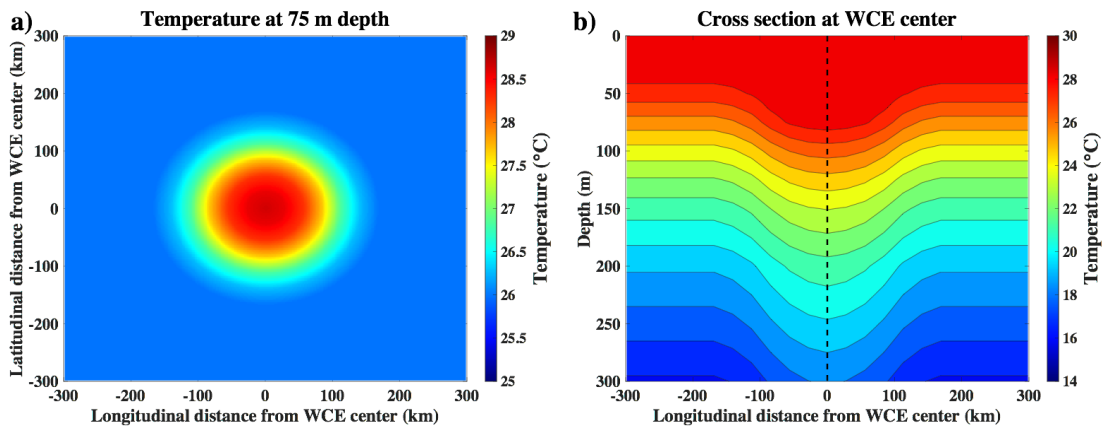 a)
Temperature at 75 m depth
Latitudinal distance from WCE center (km)
300
200
100
0
-100
-200
-300
-300 -200 -100 0 100 200 300
Longitudinal distance from WCE center (km)
29
28.5
28
27.5
27
26.5
26
25.5
25
Temperature (°C)
b)
Cross section at WCE center
Depth (m)
0
50
100
150
200
250
300
-300 -200 -100 0 100 200 300
Longitudinal distance from WCE center (km)
30
28
26
24
22
20
18
16
14
Temperature (°C)